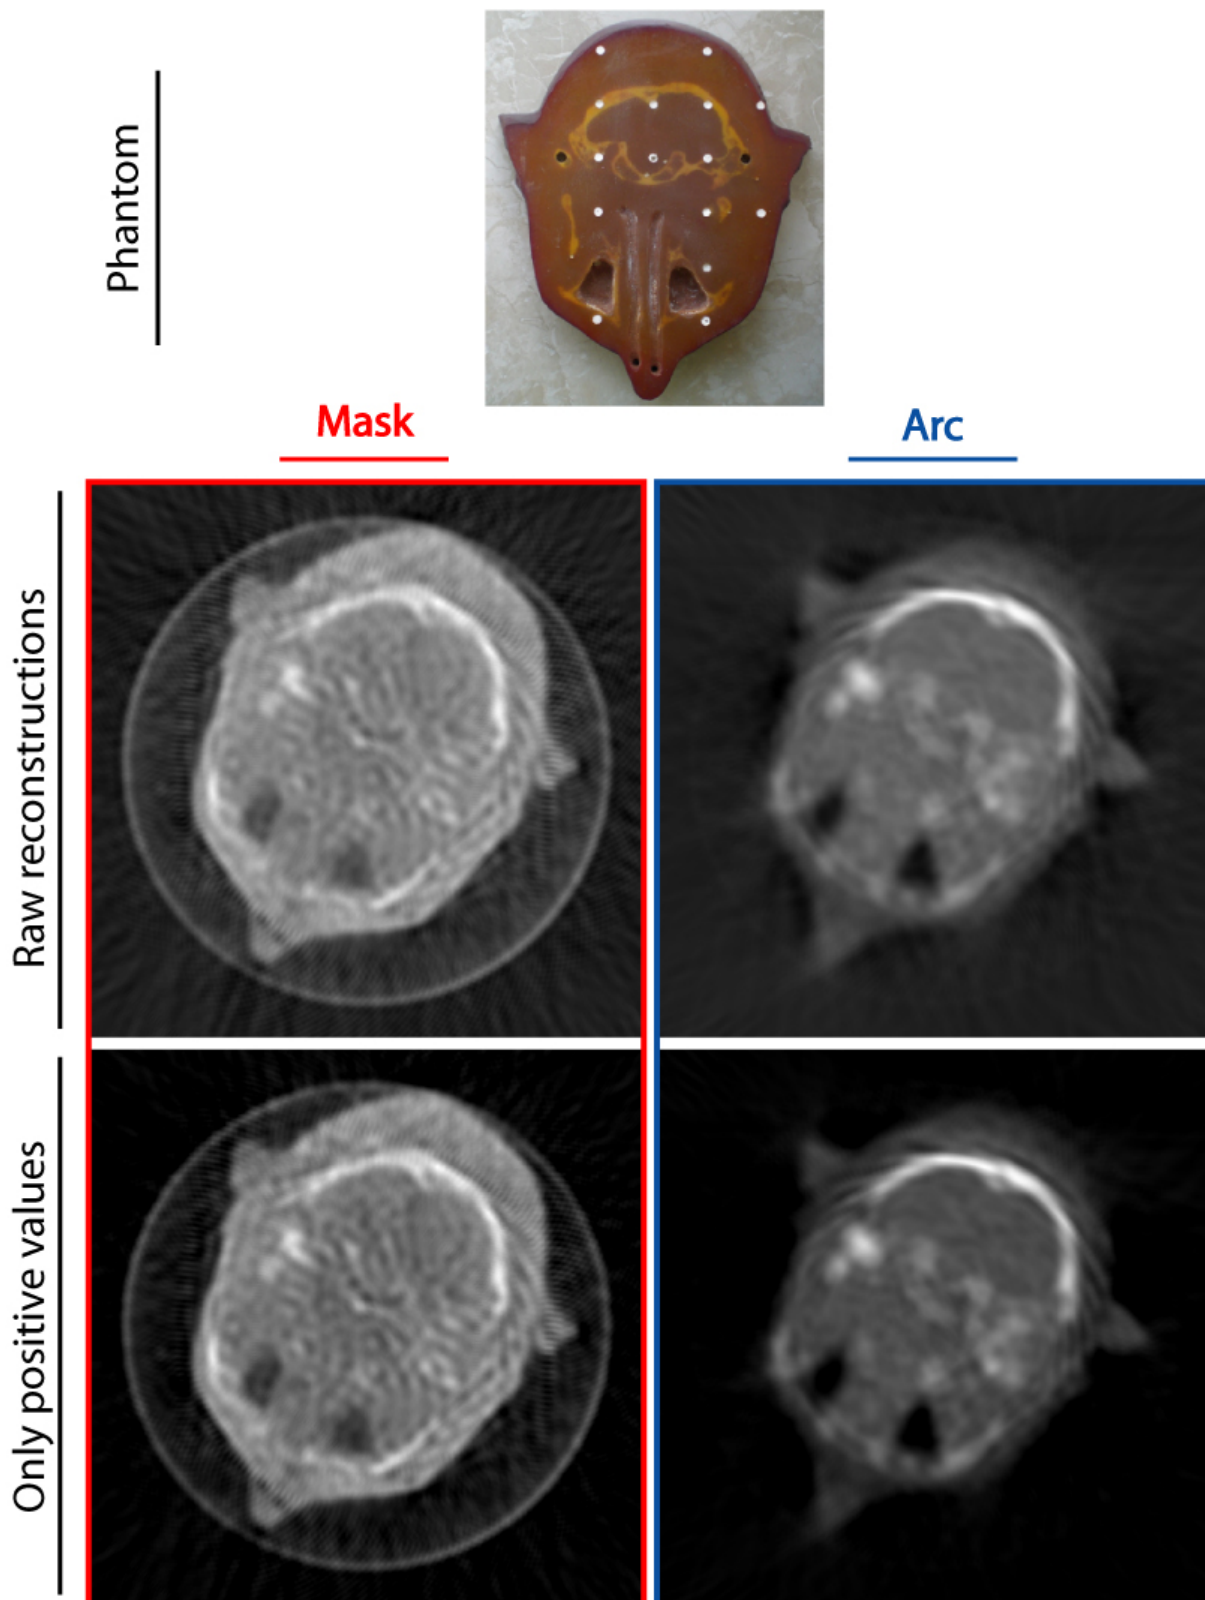 Phantom
Mask
Arc
Raw reconstructions
Only positive values